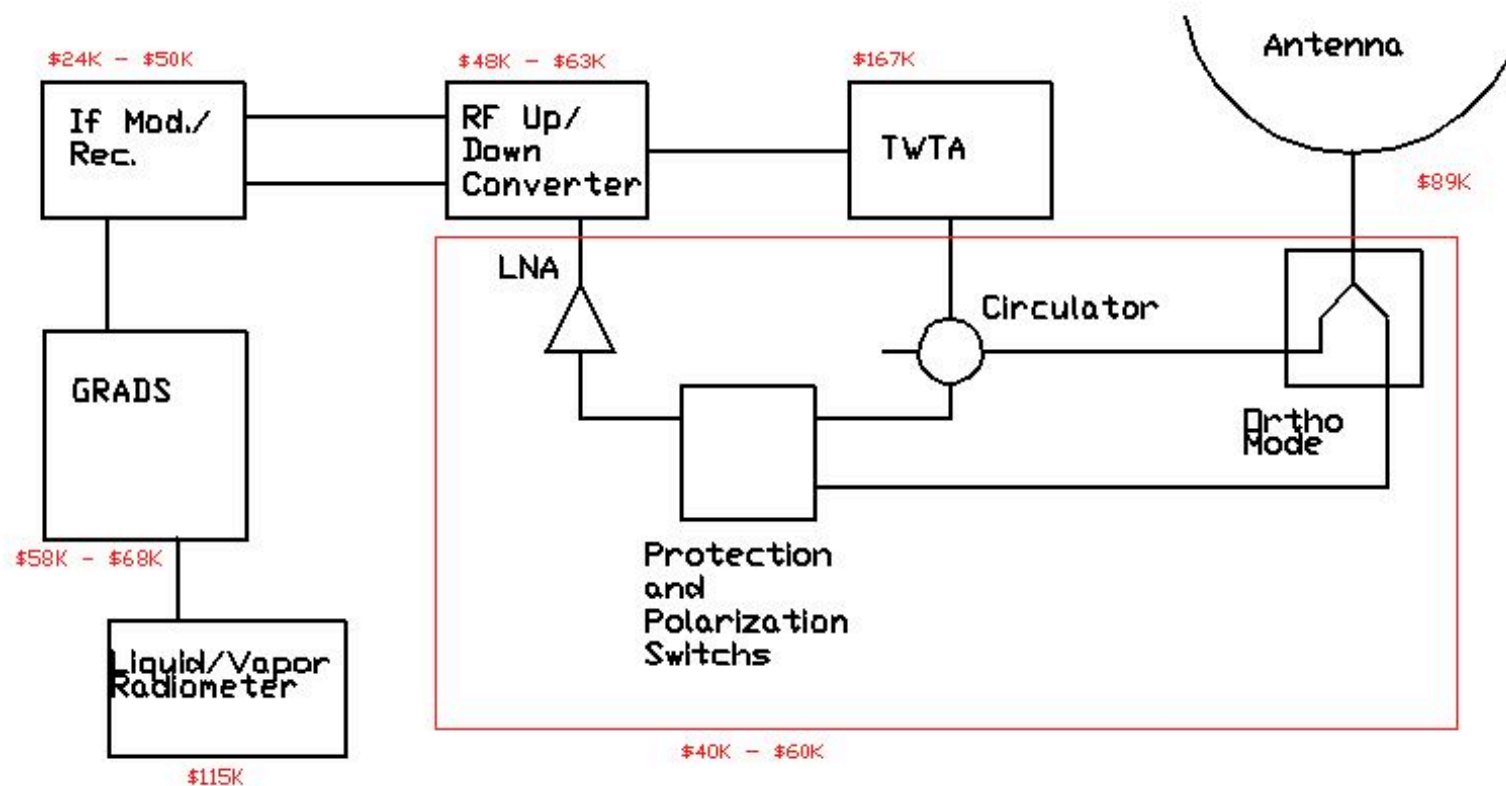 $24K - $50K
$48K - $63K
$167K
Antenna
If Mod./
Rec.
RF Up/
Down
Converter
TWTA
$89K
LNA
Circulator
GRADS
Ortho
Mode
$58K - $68K
Protection
and
Polarization
Switchs
Liquid/Vapor
Radiometer
$40K - $60K
$115K